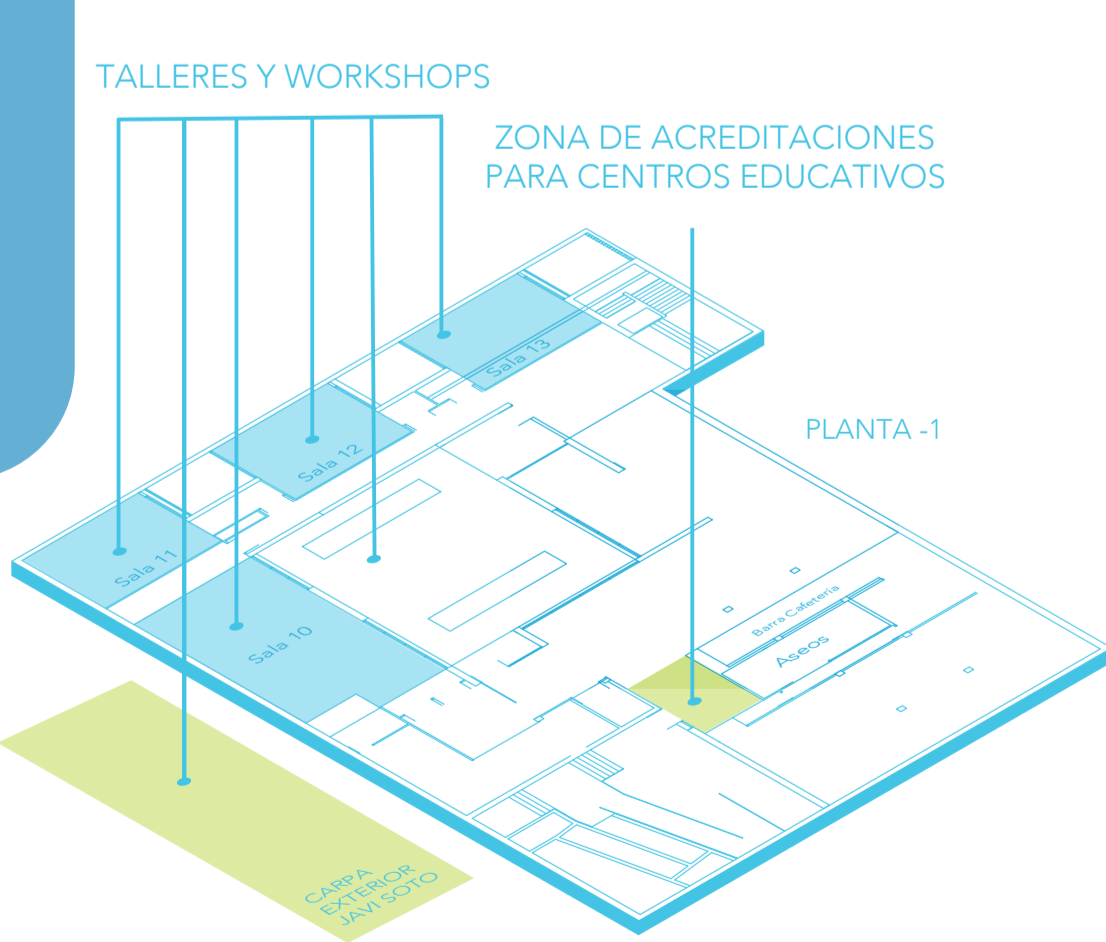 TALLERES Y WORKSHOPS
ZONA DE ACREDITACIONES
PARA CENTROS EDUCATIVOS
Sala 13
PLANTA -1
Sala 12
Sala 11
Barra Cafetería
Aseos
Sala 10
CARPA
EXTERIOR
JAVI SOTO